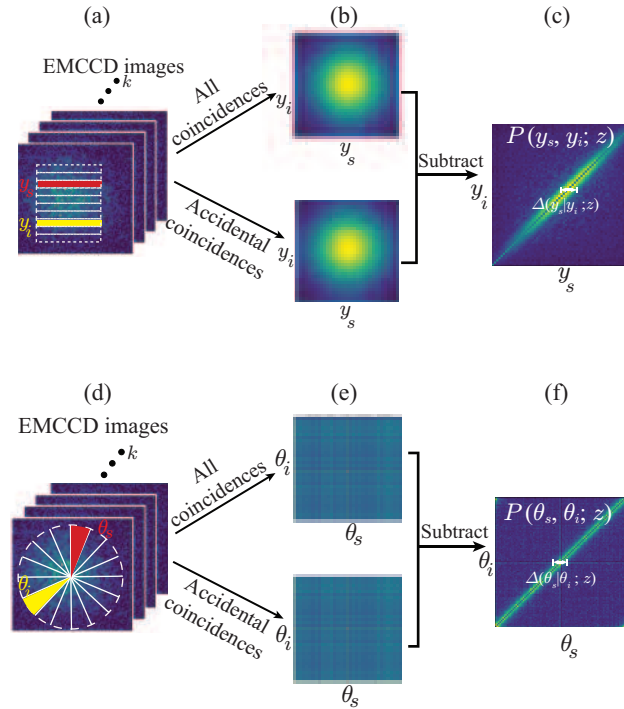 (a)
(b)
(c)
EMCCD images
k
All
coincidences
Accidental
coincidences
y_s
y_i
y_i
y_s
y_i
y_s
Subtract
P(y_s, y_i; z)
Δ(y_s|y_i; z)
y_i
y_s
(d)
(e)
(f)
EMCCD images
k
All
coincidences
Accidental
coincidences
θ_s
θ_i
θ_i
θ_s
θ_i
θ_s
Subtract
P(θ_s, θ_i; z)
Δ(θ_s|θ_i; z)
θ_i
θ_s